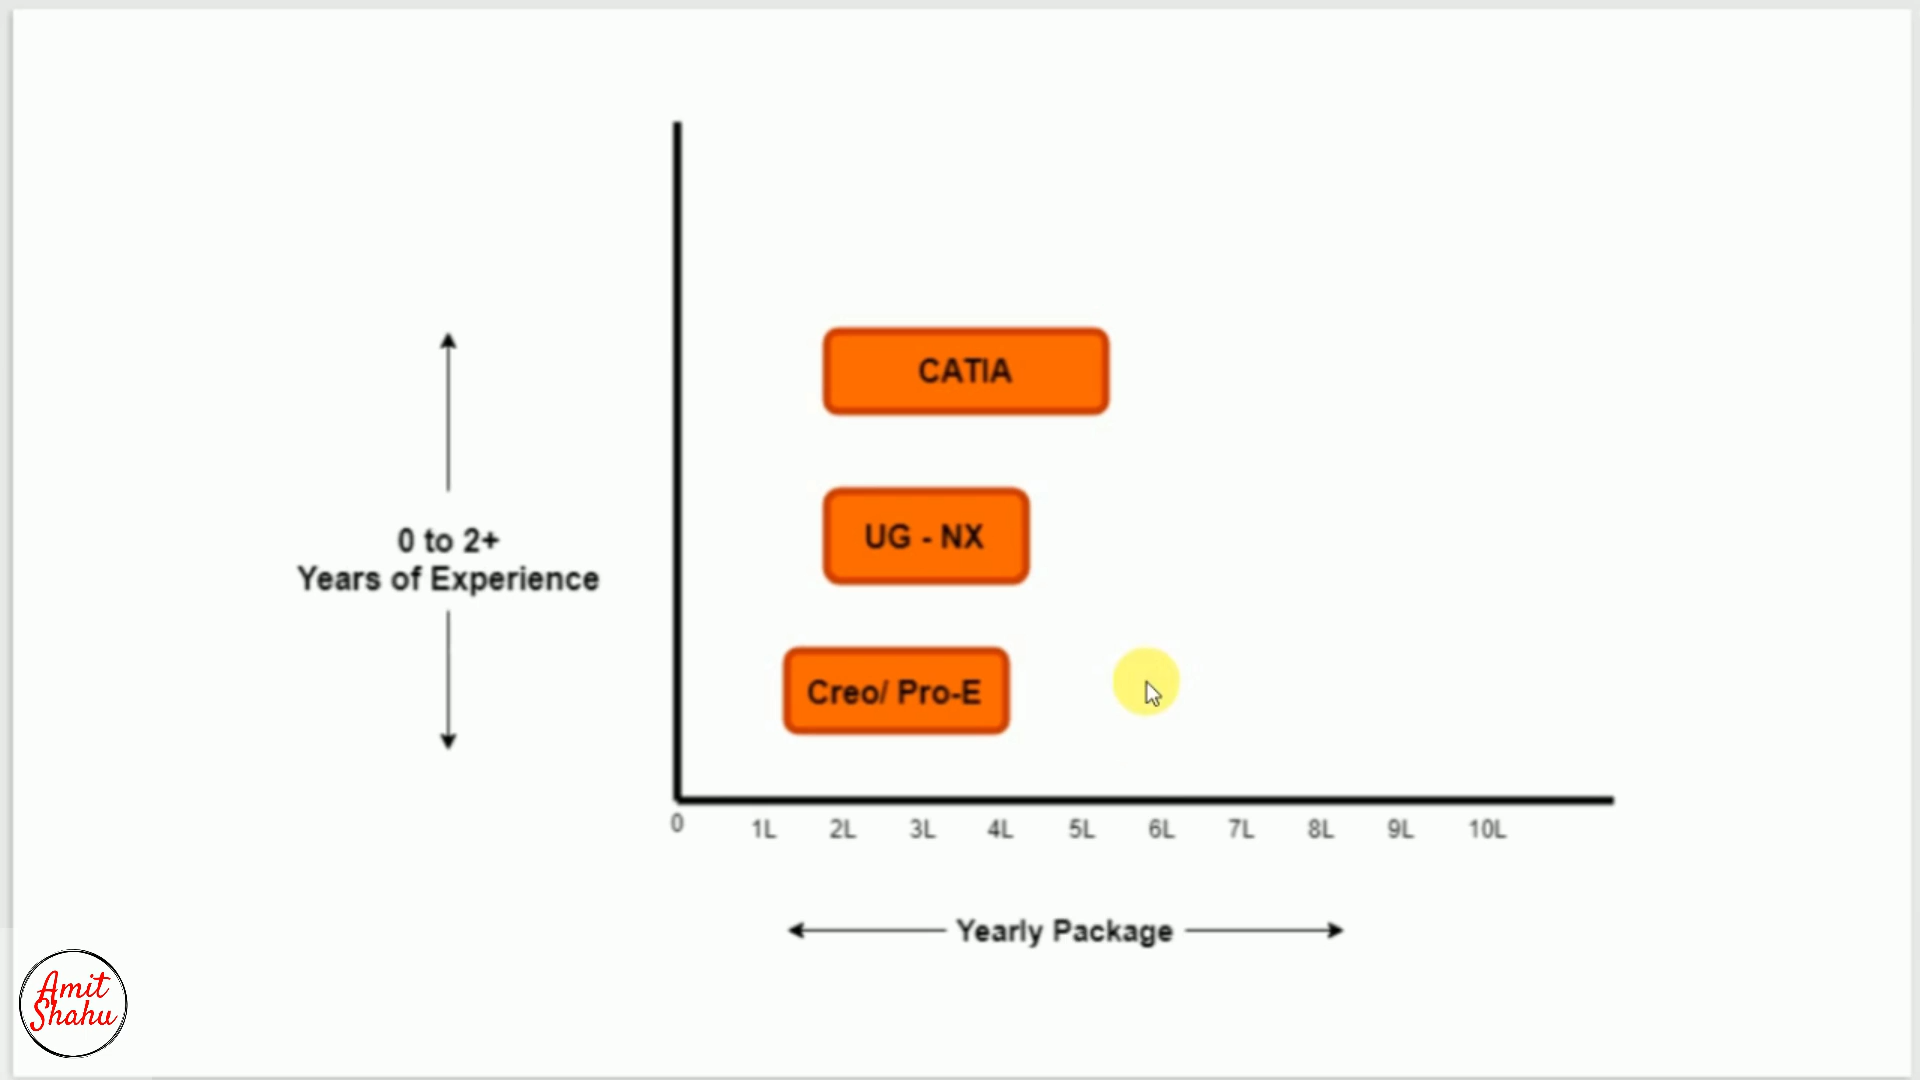 CATIA
UG - NX
0 to 2+
Years of Experience
Creo/ Pro-E
0 1L 2L 3L 4L 5L 6L 7L 8L 9L 10L
Yearly Package
Amit
Shahu